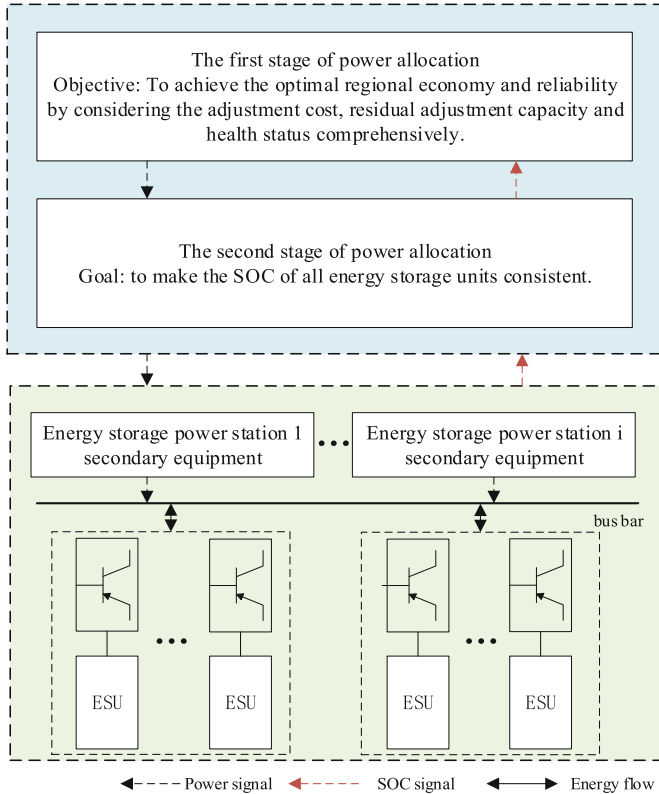 The first stage of power allocation
Objective: To achieve the optimal regional economy and reliability
by considering the adjustment cost, residual adjustment capacity and
health status comprehensively.
The second stage of power allocation
Goal: to make the SOC of all energy storage units consistent.
Energy storage power station 1
secondary equipment
Energy storage power station i
secondary equipment
bus bar
ESU
ESU
ESU
ESU
Power signal
SOC signal
Energy flow